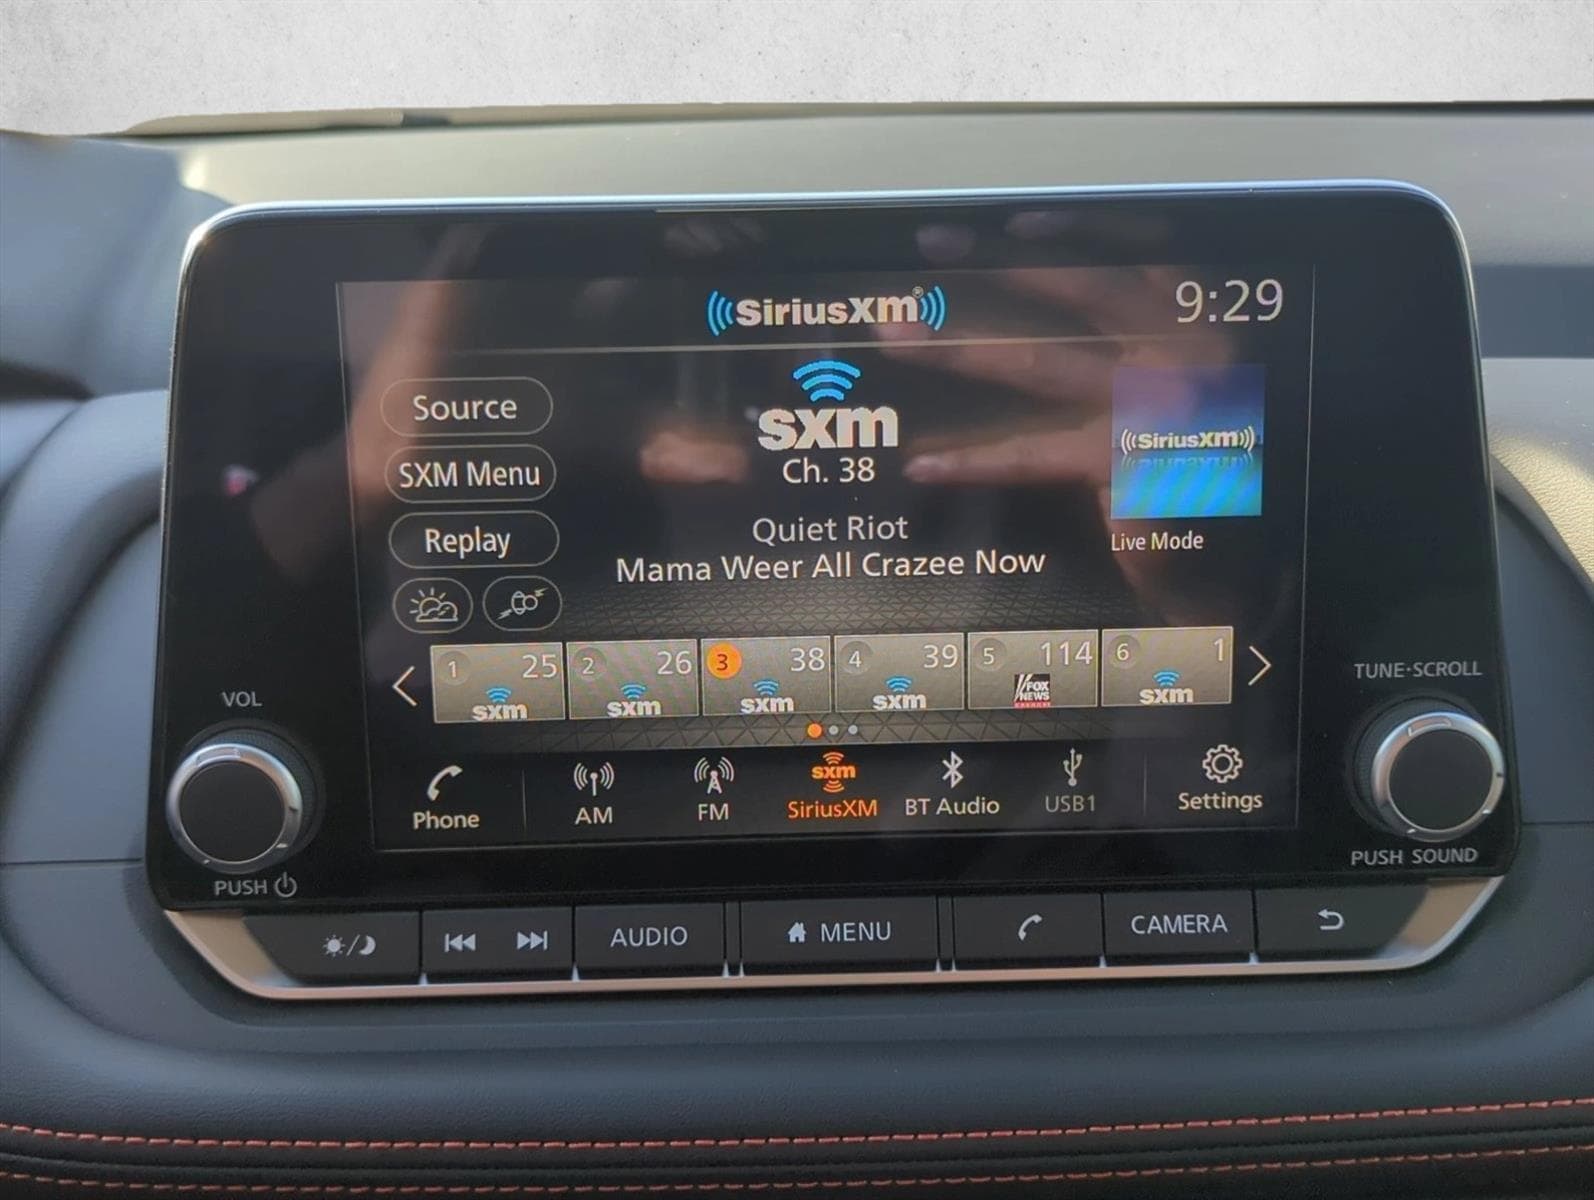 SiriusXM®
9:29
Source
SXM Menu
Replay
sxm
Ch. 38
Quiet Riot
Mama Weer All Crazee Now
((SiriusXM))
Live Mode
1 25 sxm
2 26 sxm
3 38 sxm
4 39 sxm
5 114 FOX NEWS
6 1 sxm
Phone
AM
FM
sxm
SiriusXM
BT Audio
USB1
Settings
VOL
PUSH
TUNE·SCROLL
PUSH SOUND
AUDIO
MENU
CAMERA